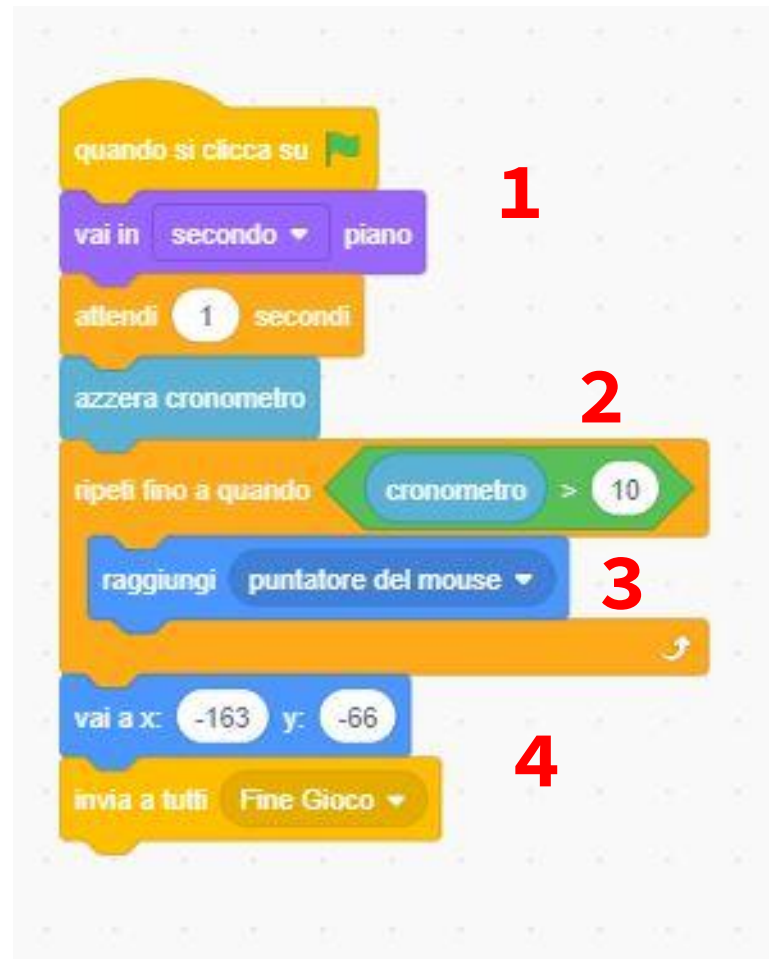 quando si clicca su
1
vai in secondo piano
attendi 1 secondi
azzera cronometro
2
ripeti fino a quando cronometro > 10
raggiungi puntatore del mouse
3
vai a x: -163 y: -66
4
invia a tutti Fine Gioco